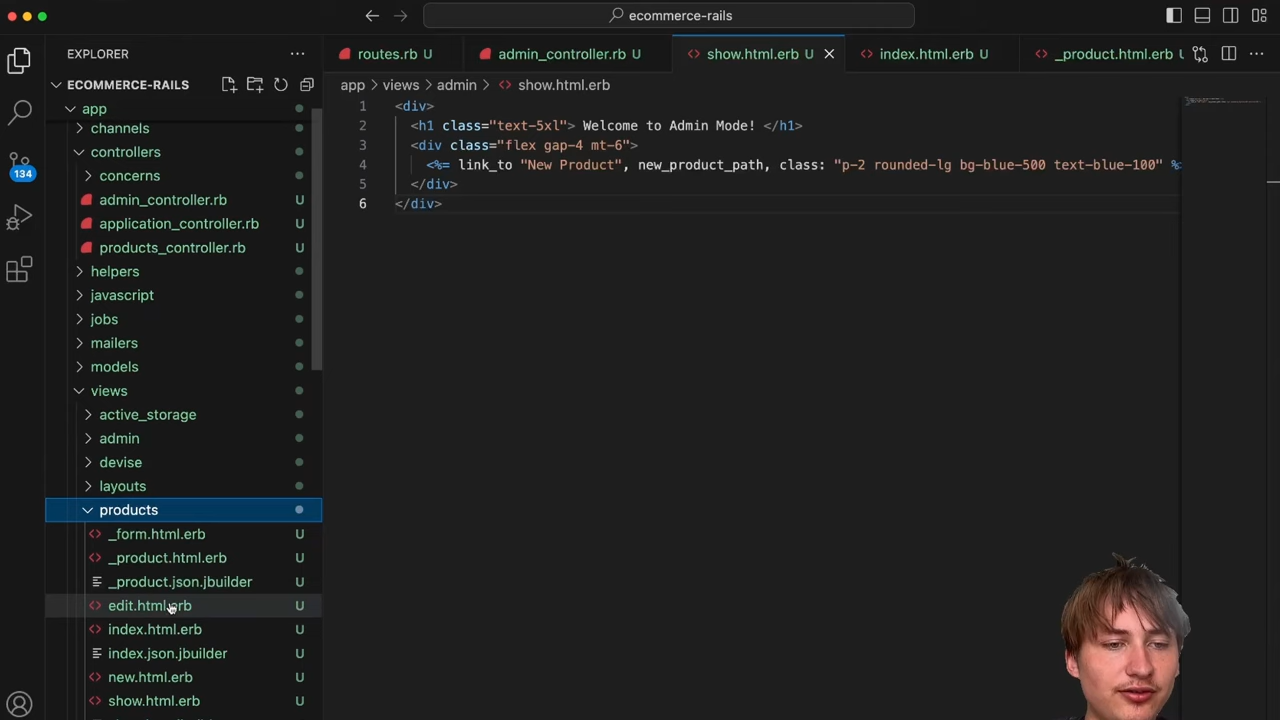 ecommerce-rails
EXPLORER
routes.rb U
admin_controller.rb U
show.html.erb U
index.html.erb U
_product.html.erb U
ECOMMERCE-RAILS
app > views > admin > show.html.erb
app
channels
controllers
concerns
admin_controller.rb U
application_controller.rb U
products_controller.rb U
helpers
javascript
jobs
mailers
models
views
active_storage
admin
devise
layouts
products
_form.html.erb U
_product.html.erb U
_product.json.jbuilder U
edit.html.erb U
index.html.erb U
index.json.jbuilder U
new.html.erb U
show.html.erb U
134
1 <div>
2 <h1 class="text-5xl"> Welcome to Admin Mode! </h1>
3 <div class="flex gap-4 mt-6">
4 <%= link_to "New Product", new_product_path, class: "p-2 rounded-lg bg-blue-500 text-blue-100" %>
5 </div>
6 </div>